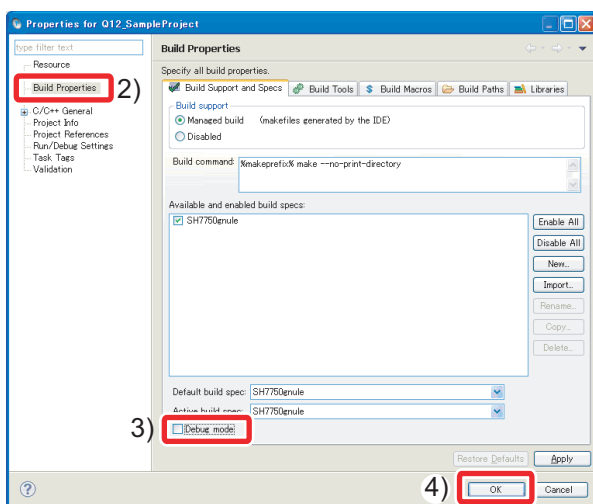 Properties for Q12_SampleProject
type filter text
Resource
Build Properties
2)
C/C++ General
Project Info
Project References
Run/Debug Settings
Task Tags
Validation
Build Properties
Specify all build properties.
Build Support and Specs Build Tools Build Macros Build Paths Libraries
Build support
Managed build (makefiles generated by the IDE)
Disabled
Build command: %makeprefix% make --no-print-directory
Available and enabled build specs:
SH7750gnule
Enable All
Disable All
New...
Import...
Rename...
Copy...
Delete...
Default build spec: SH7750gnule
Active build spec: SH7750gnule
3) Debug mode
Restore Defaults Apply
4) OK Cancel
?